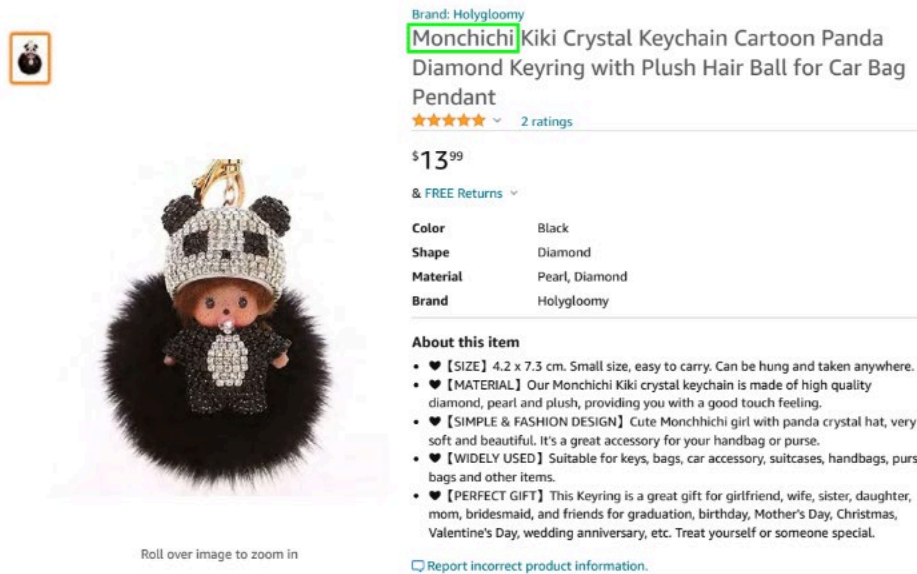 Brand: Holygloomy
Monchichi Kiki Crystal Keychain Cartoon Panda
Diamond Keyring with Plush Hair Ball for Car Bag
Pendant
2 ratings
$13 99
& FREE Returns
Color Black
Shape Diamond
Material Pearl, Diamond
Brand Holygloomy
About this item
• ♥【SIZE】4.2 x 7.3 cm. Small size, easy to carry. Can be hung and taken anywhere.
• ♥【MATERIAL】Our Monchichi Kiki crystal keychain is made of high quality
diamond, pearl and plush, providing you with a good touch feeling.
• ♥【SIMPLE & FASHION DESIGN】Cute Monchhichi girl with panda crystal hat, very
soft and beautiful. It's a great accessory for your handbag or purse.
• ♥【WIDELY USED】Suitable for keys, bags, car accessory, suitcases, handbags, purs
bags and other items.
• ♥【PERFECT GIFT】This Keyring is a great gift for girlfriend, wife, sister, daughter,
mom, bridesmaid, and friends for graduation, birthday, Mother's Day, Christmas,
Valentine's Day, wedding anniversary, etc. Treat yourself or someone special.
Roll over image to zoom in
Report incorrect product information.